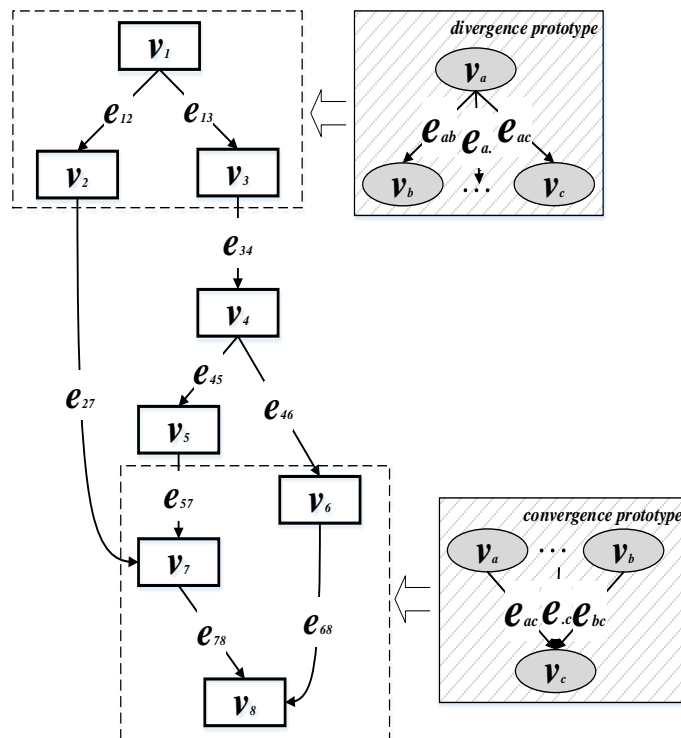 divergence prototype
v1
va
e12 e13
eab ea. eac
v2 v3
vb ... vc
e34
v4
e45
e46
e27
v5
e57
v6
convergence prototype
va ... vb
v7
eac e.c ebc
e78 e68
vc
v8